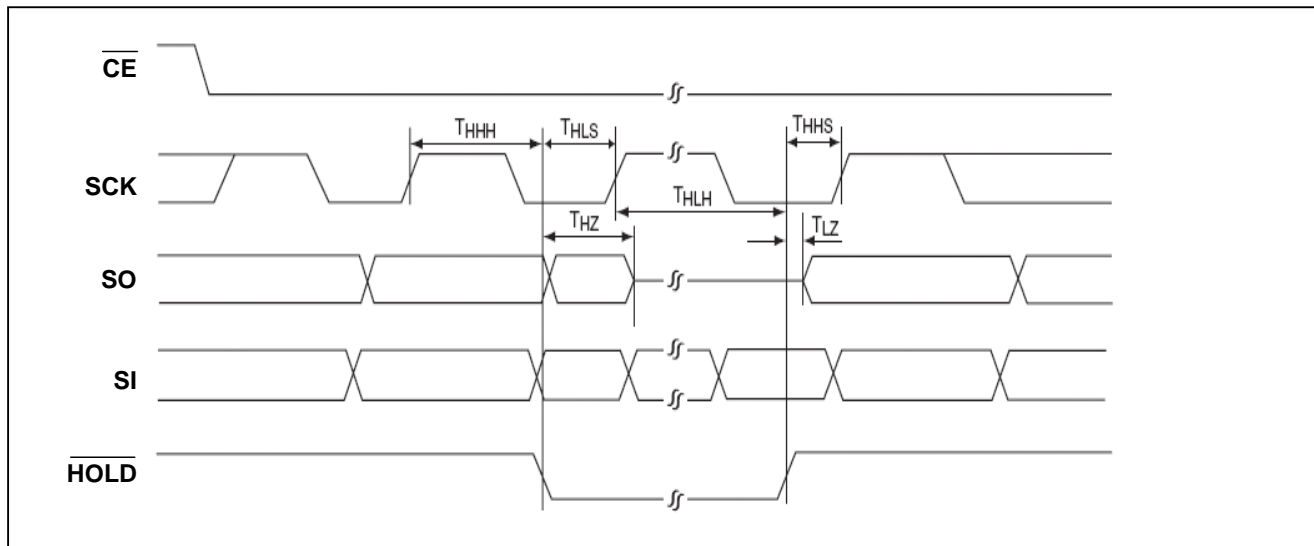 CE
THHH
THLS
THHS
SCK
THLH
THZ
TLZ
SO
SI
HOLD